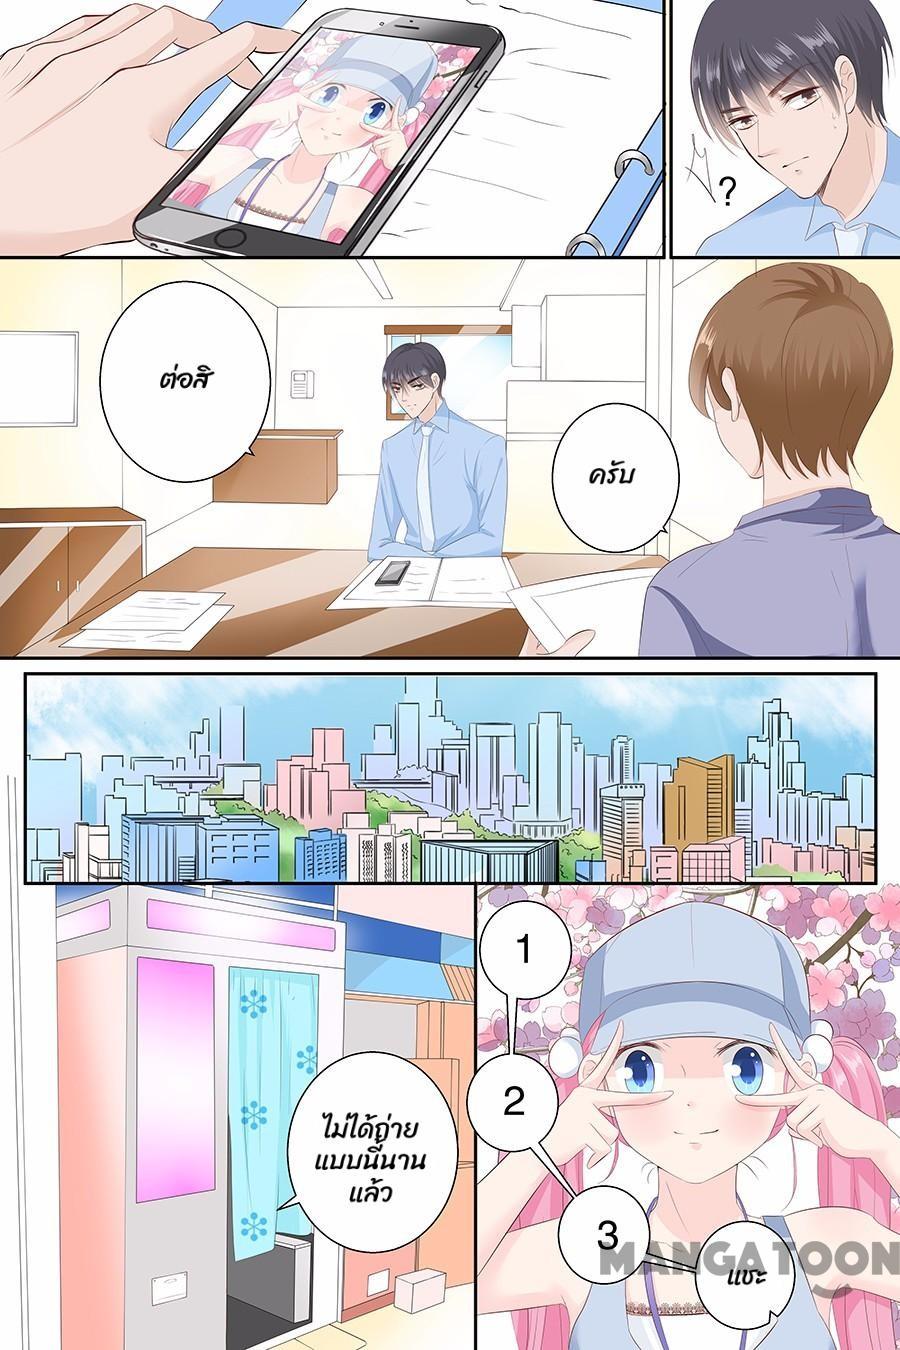 ?
ต่อสิ
ครับ
ไม่ได้ถ่าย
แบบนี้นาน
แล้ว
1
2
3
แชะ
MANGATOON